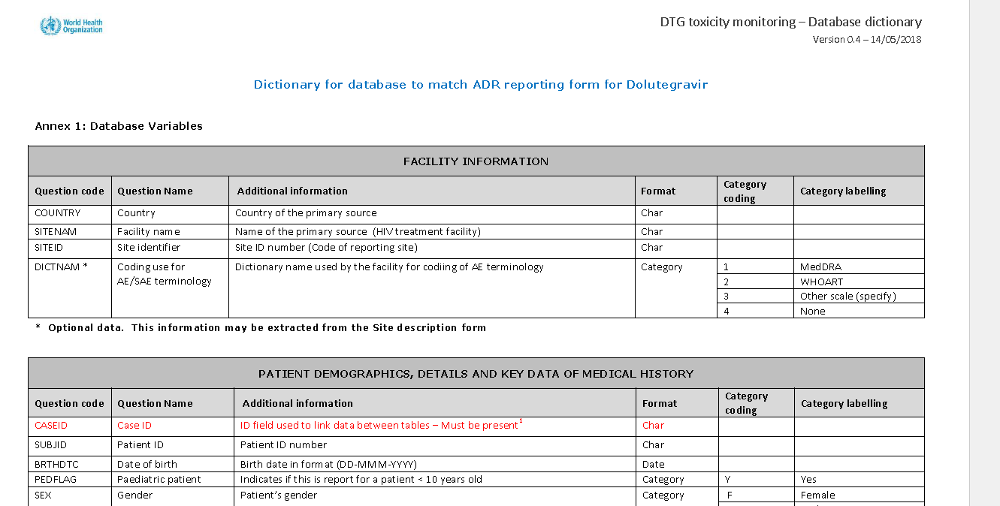 World Health
Organization
DTG toxicity monitoring – Database dictionary
Version 0.4 – 14/05/2018
Dictionary for database to match ADR reporting form for Dolutegravir
Annex 1: Database Variables
FACILITY INFORMATION
Question code Question Name Additional information Format Category coding Category labelling
COUNTRY Country Country of the primary source Char
SITENAM Facility name Name of the primary source (HIV treatment facility) Char
SITEID Site identifier Site ID number (Code of reporting site) Char
DICTNAM * Coding use for AE/SAE terminology Dictionary name used by the facility for codiing of AE terminology Category 1 MedDRA
2 WHOART
3 Other scale (specify)
4 None
* Optional data. This information may be extracted from the Site description form
PATIENT DEMOGRAPHICS, DETAILS AND KEY DATA OF MEDICAL HISTORY
Question code Question Name Additional information Format Category coding Category labelling
CASEID Case ID ID field used to link data between tables – Must be present1 Char
SUBJID Patient ID Patient ID number Char
BRTHDTC Date of birth Birth date in format (DD-MMM-YYYY) Date
PEDFLAG Paediatric patient Indicates if this is report for a patient < 10 years old Category Y Yes
SEX Gender Patient's gender Category F Female